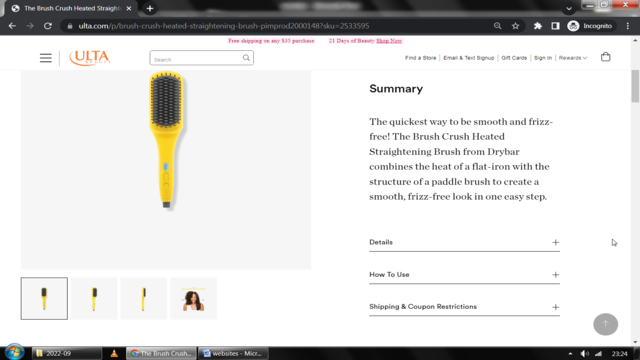 The Brush Crush Heated Straighte
ulta.com/p/brush-crush-heated-straightening-brush-pimprod2000148?sku=2533595
Incognito
Free shipping on any $35 purchase
21 Days of Beauty Shop Now
ULTA
BEAUTY
Search
Find a Store
Email & Text Signup
Gift Cards
Sign In
Rewards
Summary
The quickest way to be smooth and frizz-
free! The Brush Crush Heated
Straightening Brush from Drybar
combines the heat of a flat-iron with the
structure of a paddle brush to create a
smooth, frizz-free look in one easy step.
Details
How To Use
Shipping & Coupon Restrictions
2022-09
The Brush Crush...
websites - Micr...
23:24